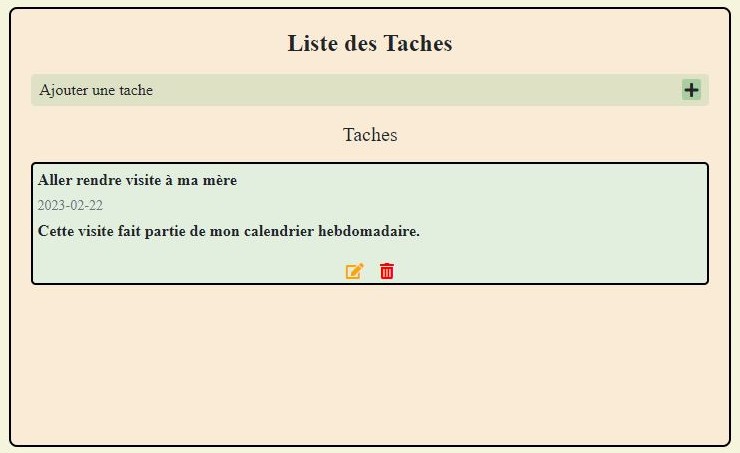 Liste des Taches
Ajouter une tache
Taches
Aller rendre visite à ma mère
2023-02-22
Cette visite fait partie de mon calendrier hebdomadaire.